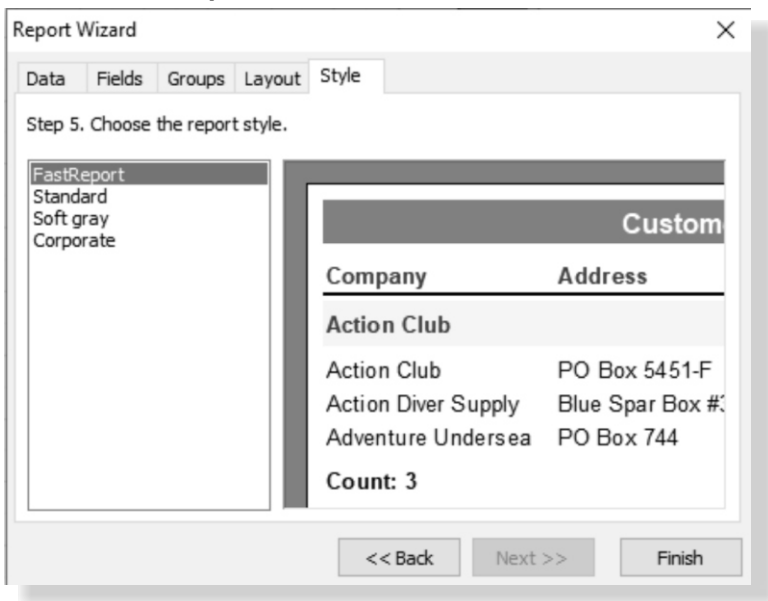 Report Wizard
Data Fields Groups Layout Style
Step 5. Choose the report style.
FastReport
Standard
Soft gray
Corporate
Custom
Company Address
Action Club
Action Club PO Box 5451-F
Action Diver Supply Blue Spar Box #3
Adventure Undersea PO Box 744
Count: 3
<< Back Next >> Finish